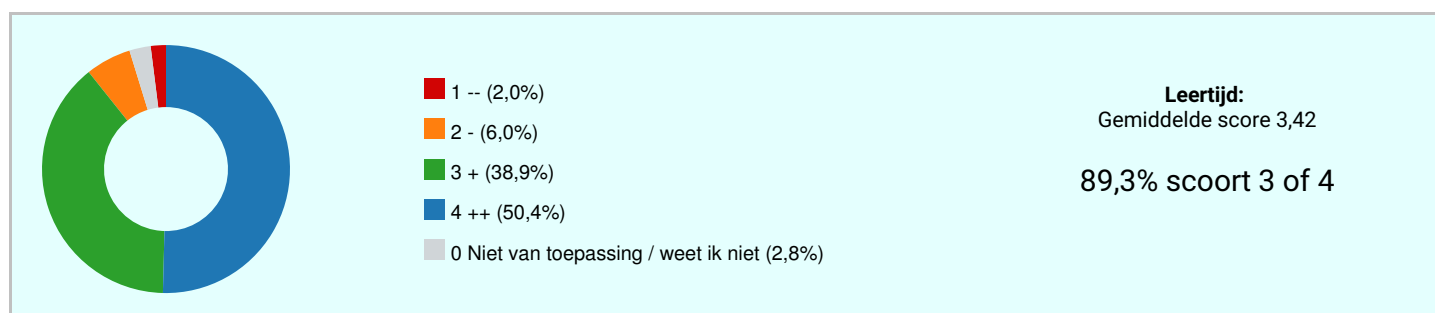 1 -- (2,0%)
2 - (6,0%)
3 + (38,9%)
4 ++ (50,4%)
0 Niet van toepassing / weet ik niet (2,8%)
Leertijd:
Gemiddelde score 3,42
89,3% scoort 3 of 4